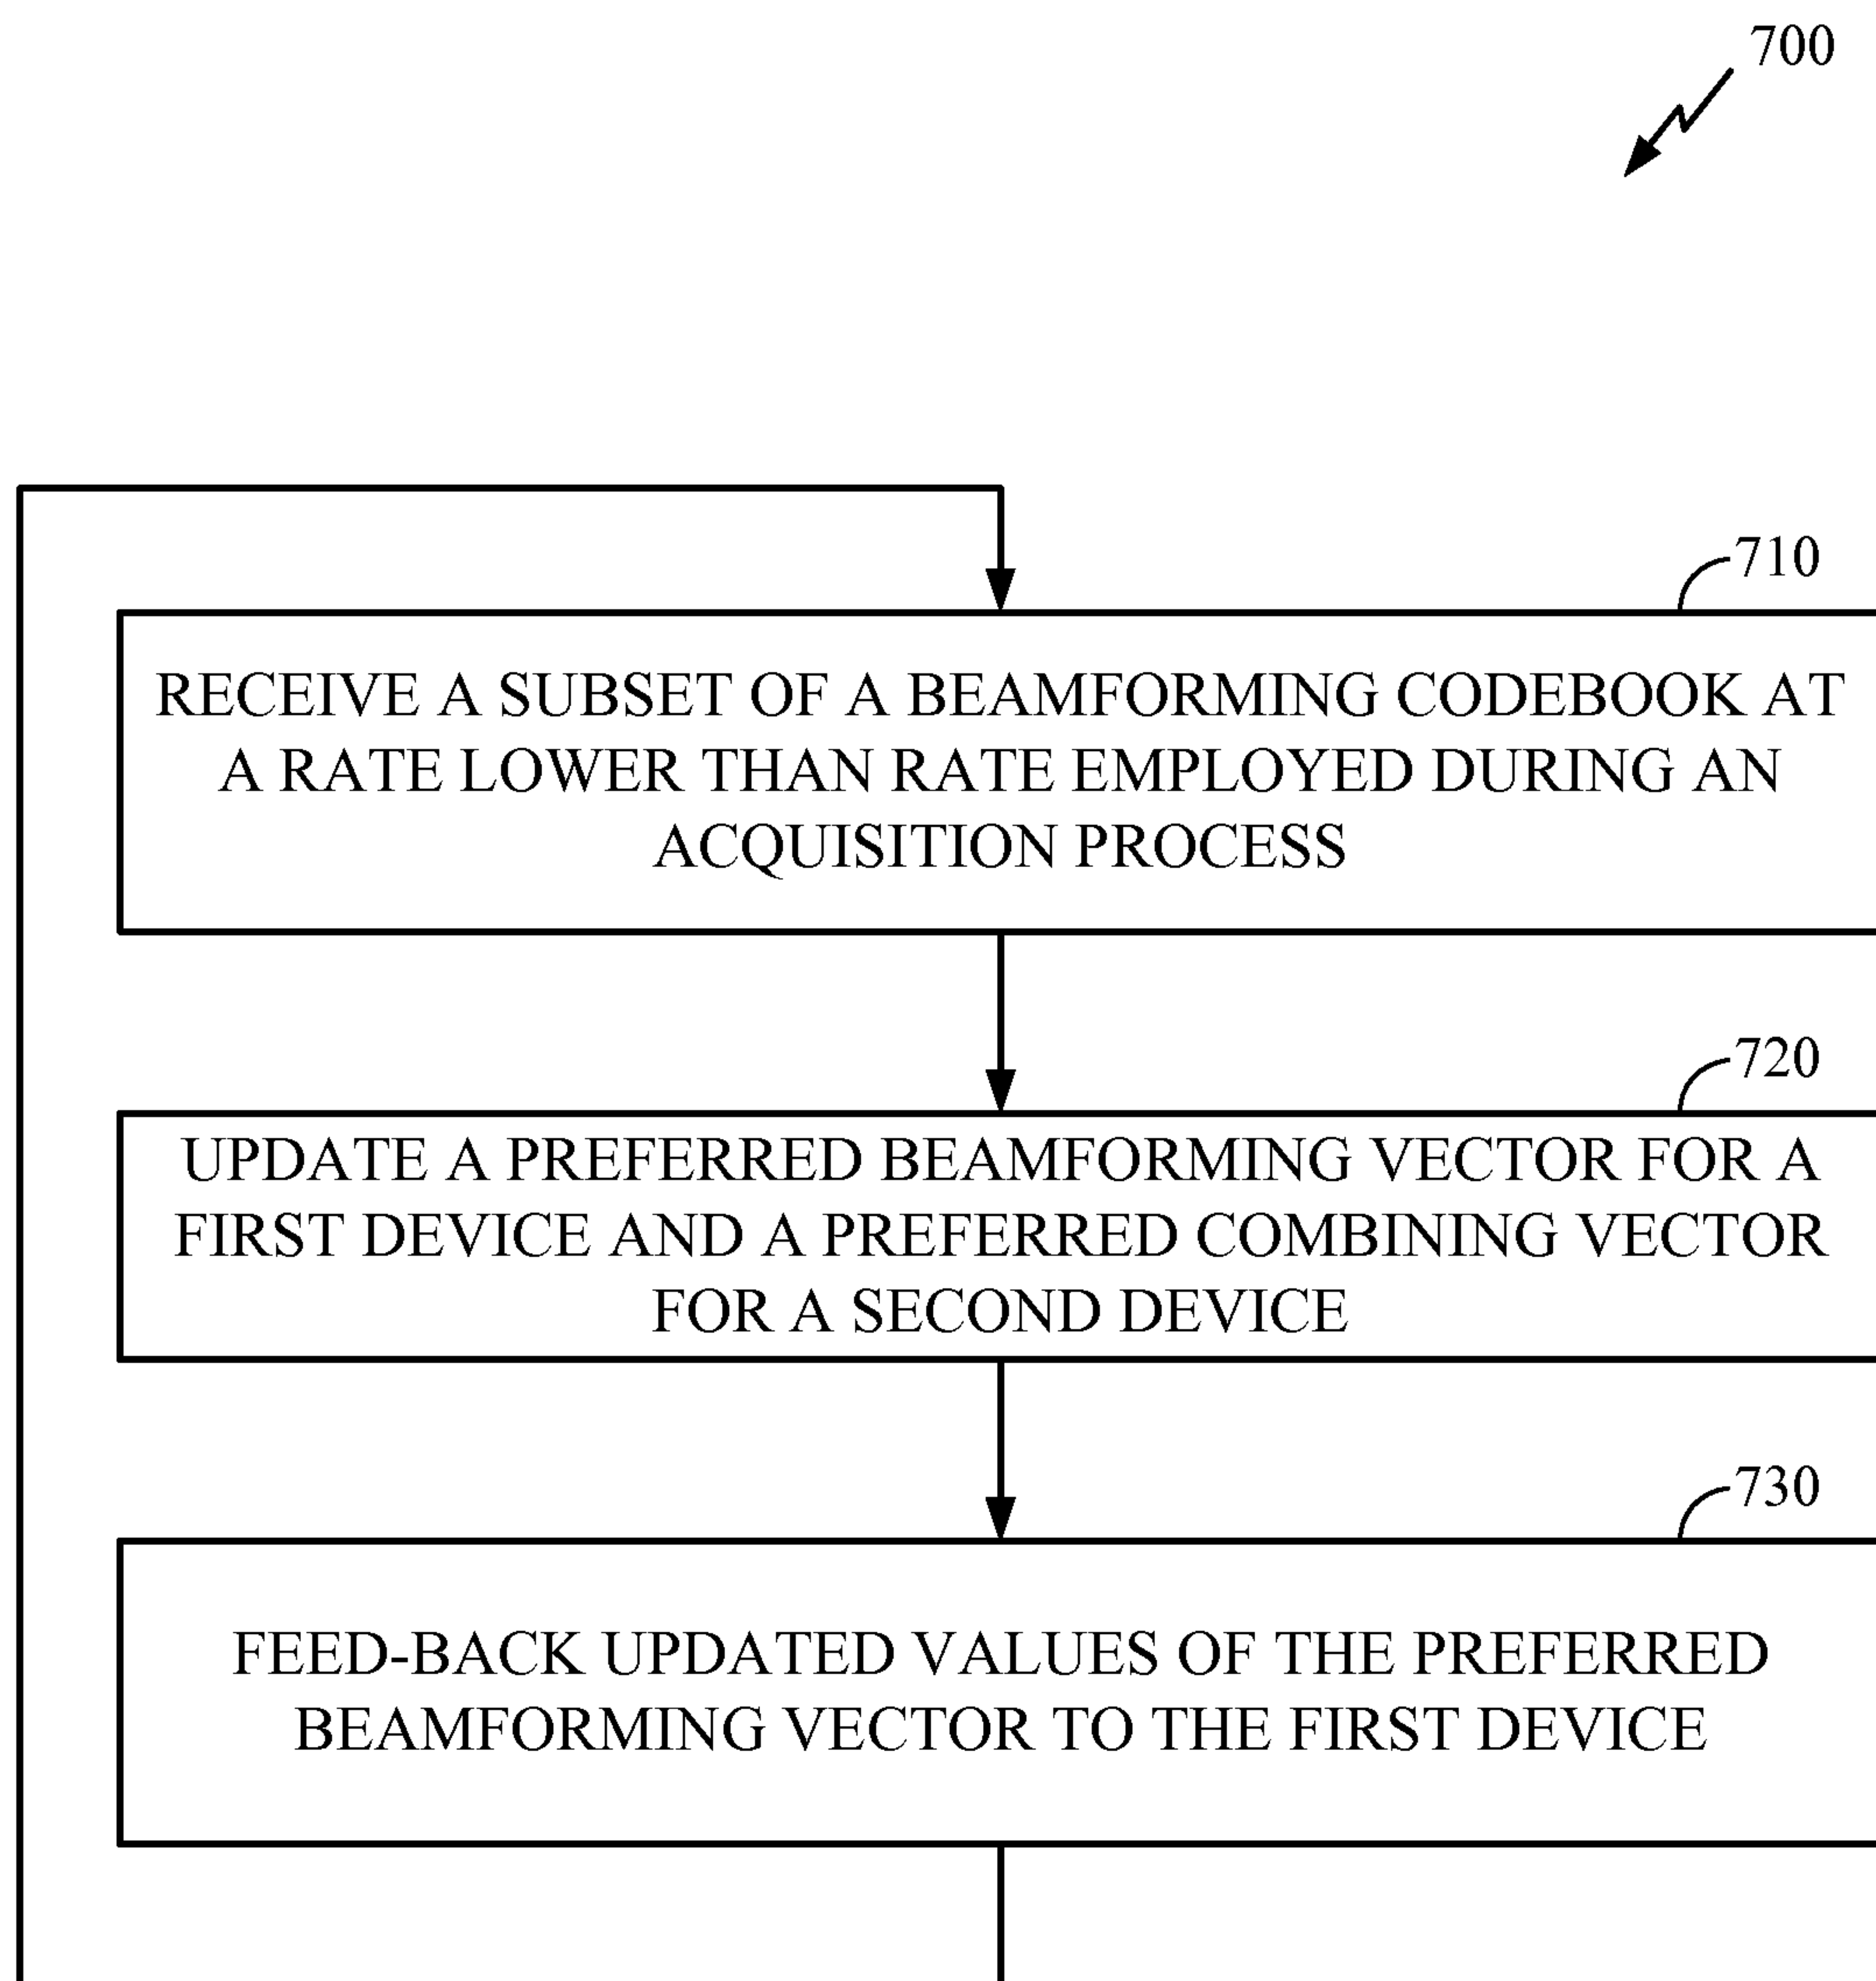 700
710
RECEIVE A SUBSET OF A BEAMFORMING CODEBOOK AT
A RATE LOWER THAN RATE EMPLOYED DURING AN
ACQUISITION PROCESS
720
UPDATE A PREFERRED BEAMFORMING VECTOR FOR A
FIRST DEVICE AND A PREFERRED COMBINING VECTOR
FOR A SECOND DEVICE
730
FEED-BACK UPDATED VALUES OF THE PREFERRED
BEAMFORMING VECTOR TO THE FIRST DEVICE